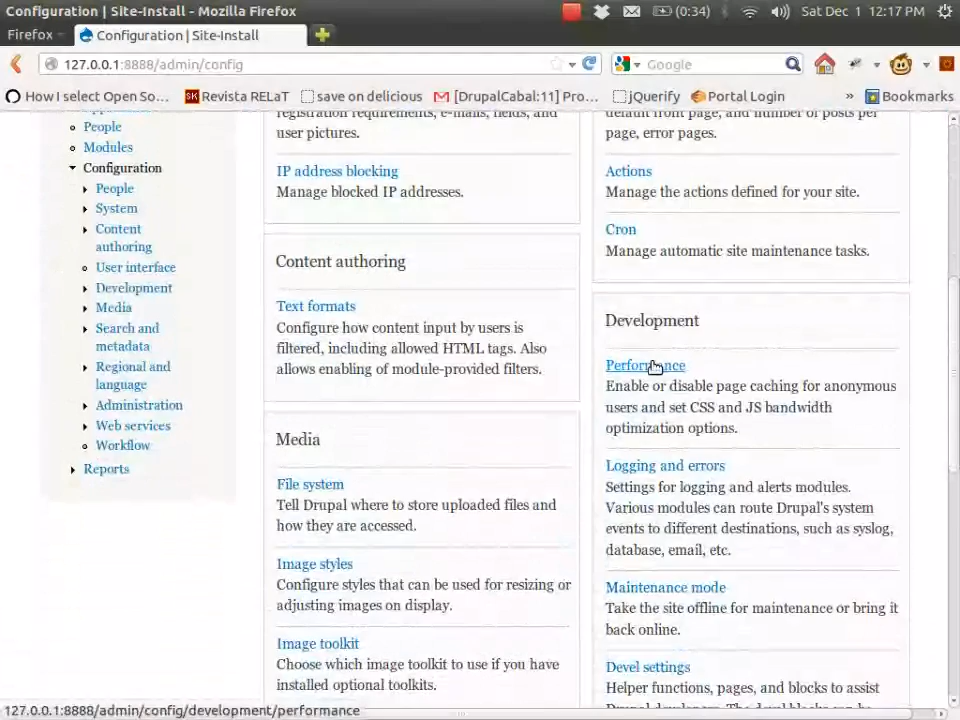 Configuration | Site-Install - Mozilla Firefox
(0:34)
Sat Dec 1 12:17 PM
Firefox
Configuration | Site-Install
127.0.0.1:8888/admin/config
Google
How I select Open So...
SK Revista RELaT
save on delicious
[DrupalCabal:11] Pro...
jQuerify
Portal Login
»
Bookmarks
People
Modules
Configuration
People
System
Content
authoring
User interface
Development
Media
Search and
metadata
Regional and
language
Administration
Web services
Workflow
Reports
registration requirements, e-mails, fields, and
user pictures.
IP address blocking
Manage blocked IP addresses.
Content authoring
Text formats
Configure how content input by users is
filtered, including allowed HTML tags. Also
allows enabling of module-provided filters.
Media
File system
Tell Drupal where to store uploaded files and
how they are accessed.
Image styles
Configure styles that can be used for resizing or
adjusting images on display.
Image toolkit
Choose which image toolkit to use if you have
installed optional toolkits.
default front page, and number of posts per
page, error pages.
Actions
Manage the actions defined for your site.
Cron
Manage automatic site maintenance tasks.
Development
Performance
Enable or disable page caching for anonymous
users and set CSS and JS bandwidth
optimization options.
Logging and errors
Settings for logging and alerts modules.
Various modules can route Drupal's system
events to different destinations, such as syslog,
database, email, etc.
Maintenance mode
Take the site offline for maintenance or bring it
back online.
Devel settings
Helper functions, pages, and blocks to assist
Drupal developers. The devel blocks can be
127.0.0.1:8888/admin/config/development/performance